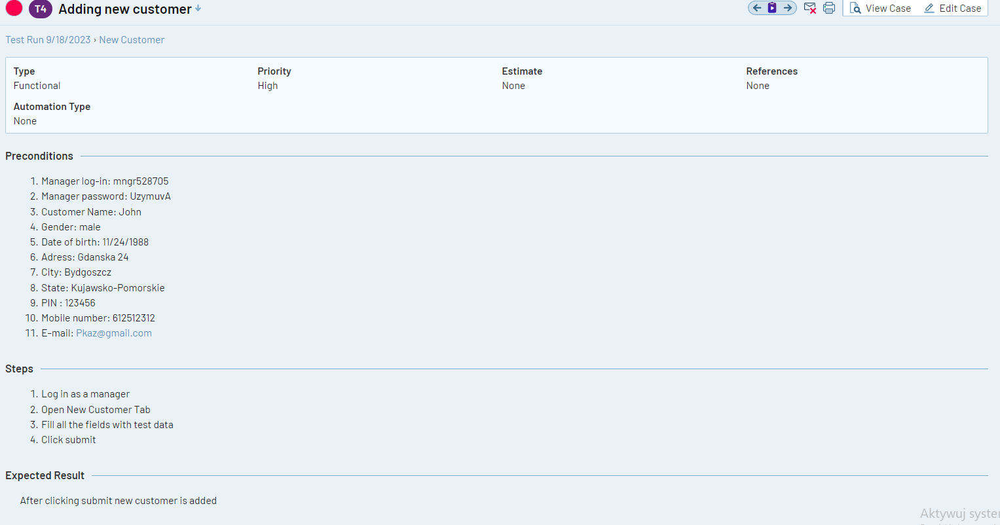 T4 Adding new customer
View Case Edit Case
Test Run 9/18/2023 › New Customer
Type Priority Estimate References
Functional High None None
Automation Type
None
Preconditions
1. Manager log-in: mngr528705
2. Manager password: UzymuvA
3. Customer Name: John
4. Gender: male
5. Date of birth: 11/24/1988
6. Adress: Gdanska 24
7. City: Bydgoszcz
8. State: Kujawsko-Pomorskie
9. PIN : 123456
10. Mobile number: 612512312
11. E-mail: Pkaz@gmail.com
Steps
1. Log in as a manager
2. Open New Customer Tab
3. Fill all the fields with test data
4. Click submit
Expected Result
After clicking submit new customer is added
Aktywuj syste